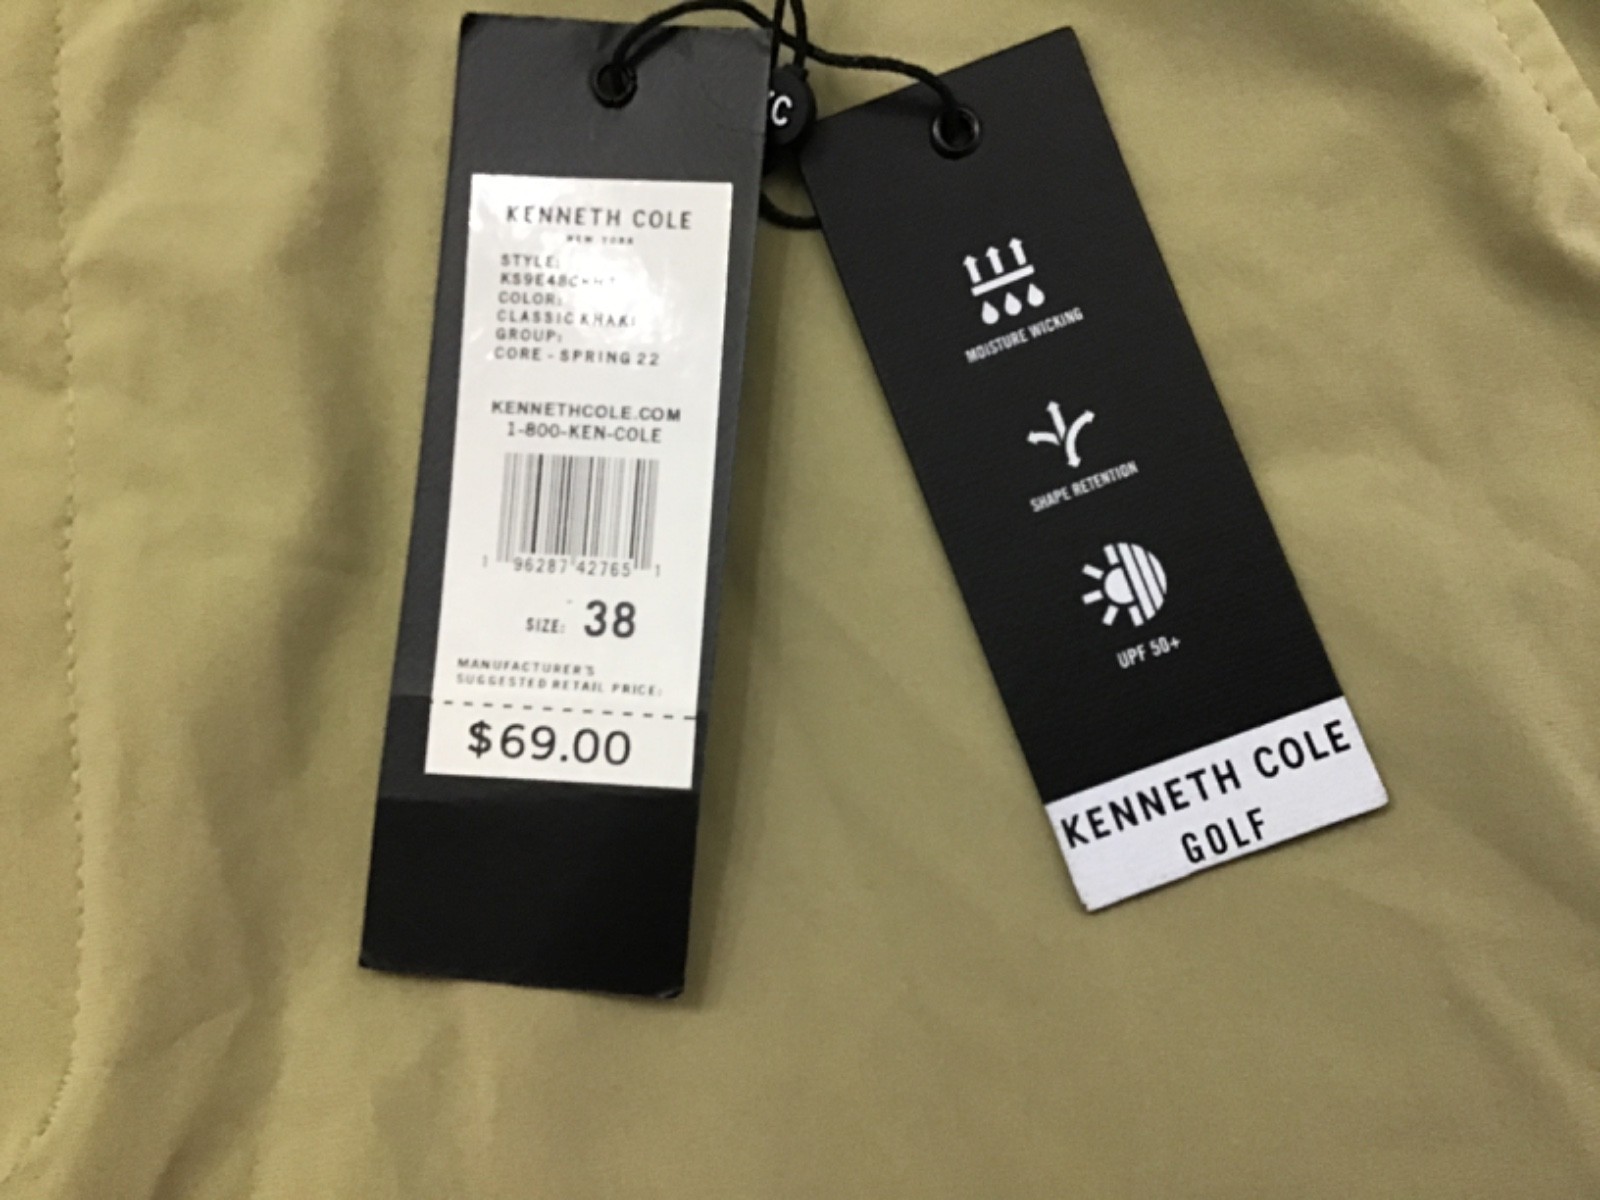 KENNETH COLE
NEW YORK
STYLE:
COLOR:
CLASSIC KHAKI
GROUP:
CORE - SPRING 22
KENNETHCOLE.COM
1-800-KEN-COLE
1 96287 42765 1
SIZE: 38
MANUFACTURER'S
SUGGESTED RETAIL PRICE:
$69.00
KC
MOISTURE WICKING
SHAPE RETENTION
UPF 50+
KENNETH COLE
GOLF